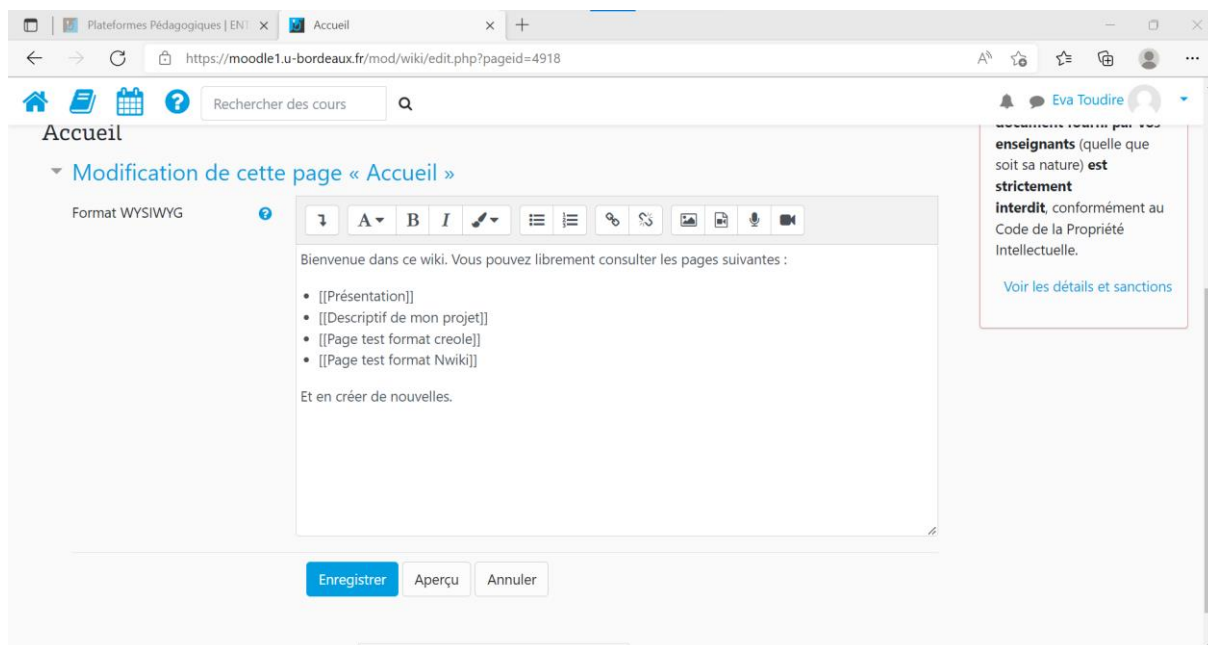 Plateformes Pédagogiques | ENT
Accueil
https://moodle1.u-bordeaux.fr/mod/wiki/edit.php?pageid=4918
Rechercher des cours
Eva Toudire
Accueil
Modification de cette page « Accueil »
Format WYSIWYG
A
B
I
Bienvenue dans ce wiki. Vous pouvez librement consulter les pages suivantes :
• [[Présentation]]
• [[Descriptif de mon projet]]
• [[Page test format creole]]
• [[Page test format Nwiki]]
Et en créer de nouvelles.
Enregistrer
Aperçu
Annuler
document fourni par vos
enseignants (quelle que
soit sa nature) est
strictement
interdit, conformément au
Code de la Propriété
Intellectuelle.
Voir les détails et sanctions